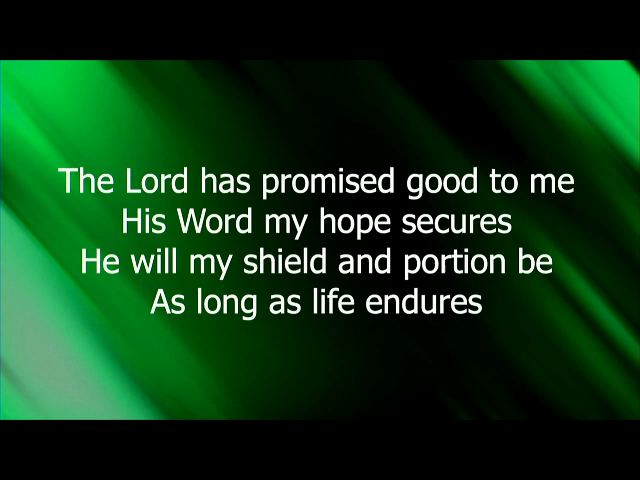 The Lord has promised good to me
His Word my hope secures
He will my shield and portion be
As long as life endures